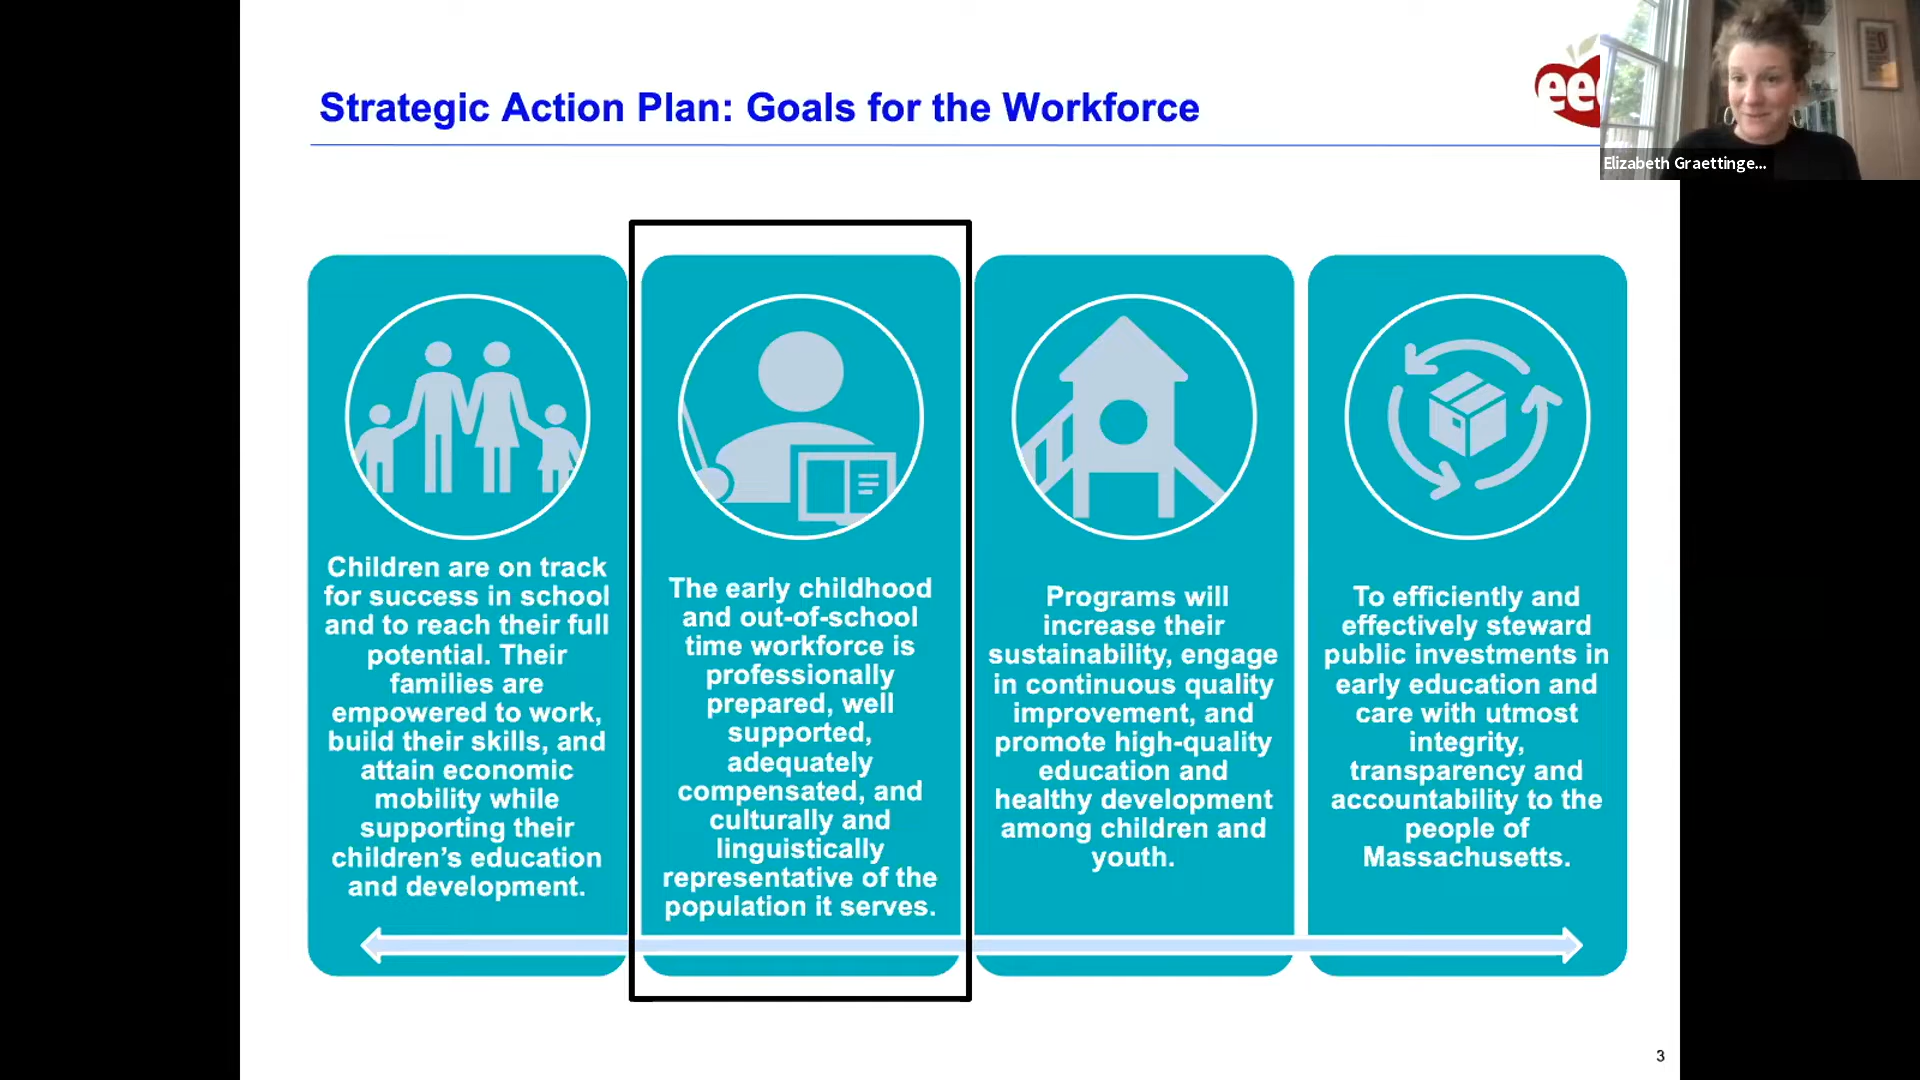 Strategic Action Plan: Goals for the Workforce
ee
Elizabeth Graettinge...
Children are on track
for success in school
and to reach their full
potential. Their
families are
empowered to work,
build their skills, and
attain economic
mobility while
supporting their
children’s education
and development.
The early childhood
and out-of-school
time workforce is
professionally
prepared, well
supported,
adequately
compensated, and
culturally and
linguistically
representative of the
population it serves.
Programs will
increase their
sustainability, engage
in continuous quality
improvement, and
promote high-quality
education and
healthy development
among children and
youth.
To efficiently and
effectively steward
public investments in
early education and
care with utmost
integrity,
transparency and
accountability to the
people of
Massachusetts.
3